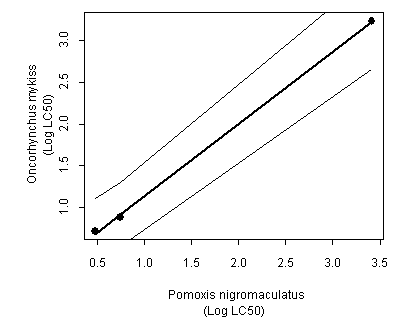 Oncorhynchus mykiss
(Log LC50)
3.0
2.5
2.0
1.5
1.0
0.5 1.0 1.5 2.0 2.5 3.0 3.5
Pomoxis nigromaculatus
(Log LC50)